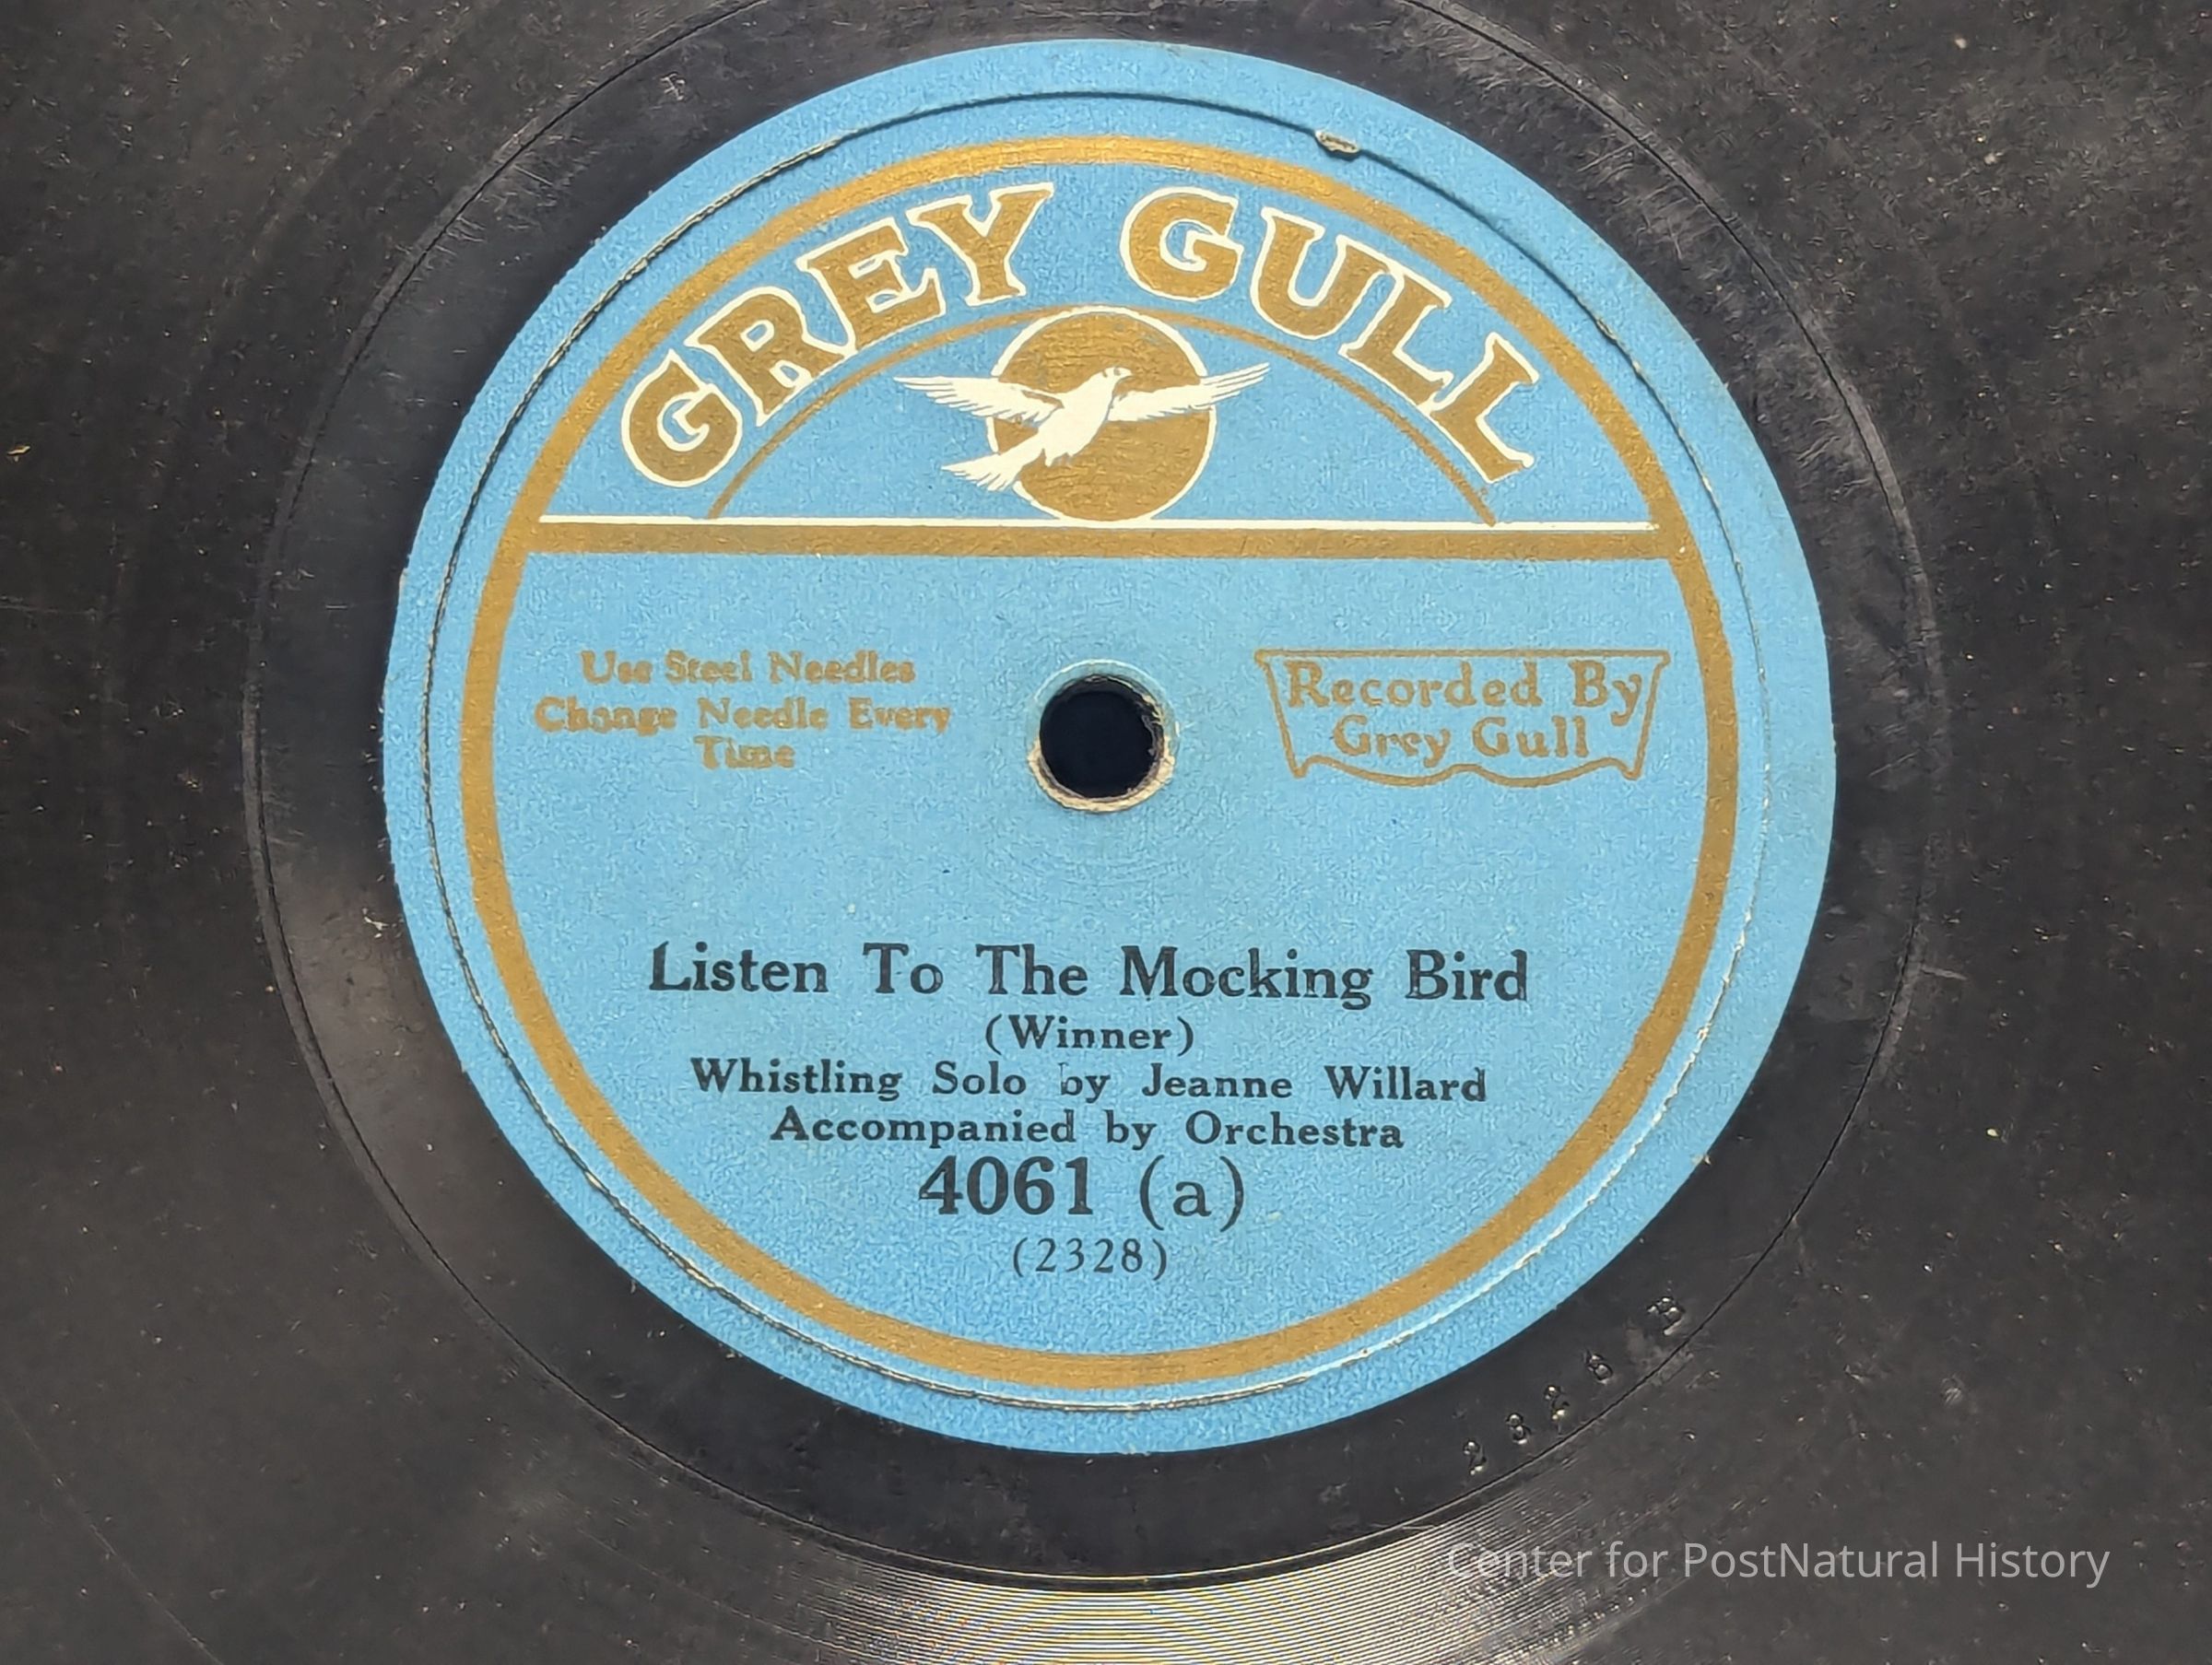 GREY GULL
Use Steel Needles
Change Needle Every
Time
Recorded By
Grey Gull
Listen To The Mocking Bird
(Winner)
Whistling Solo by Jeanne Willard
Accompanied by Orchestra
4061 (a)
(2328)
2328 B
Center for PostNatural History